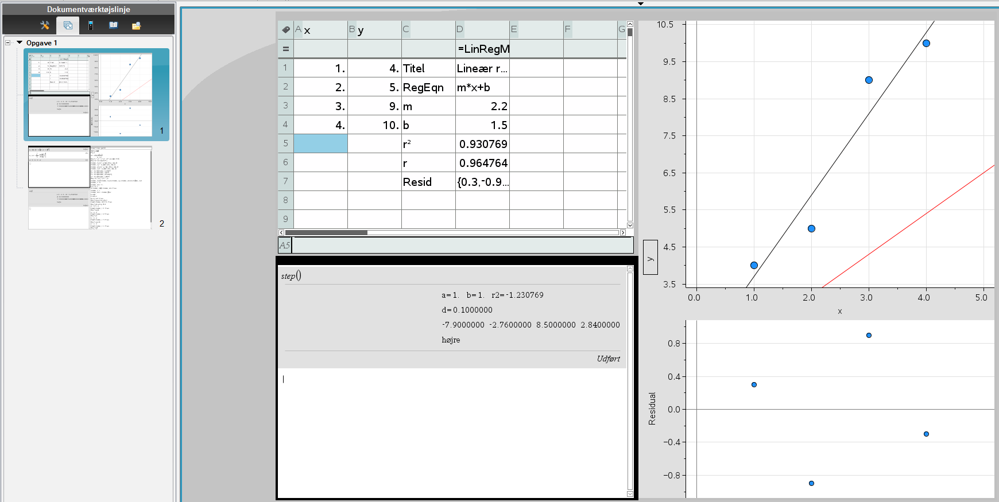 Dokumentværktøjslinje
Opgave 1
1
2
A x B y C D E F G
= =LinRegM
1 1. 4. Titel Lineær r...
2 2. 5. RegEqn m*x+b
3 3. 9. m 2.2
4 4. 10. b 1.5
5 r² 0.930769
6 r 0.964764
7 Resid {0.3,⁻0.9...
8
9
A5
step()
a=1. b=1. r2=-1.230769
d=0.1000000
-7.9000000 -2.7600000 8.5000000 2.8400000
højre
Udført
10.5
9.5
8.5
7.5
6.5
5.5
4.5
3.5
y
0.0 1.0 2.0 3.0 4.0 5.0
x
0.8
0.4
0.0
-0.4
-0.8
Residual